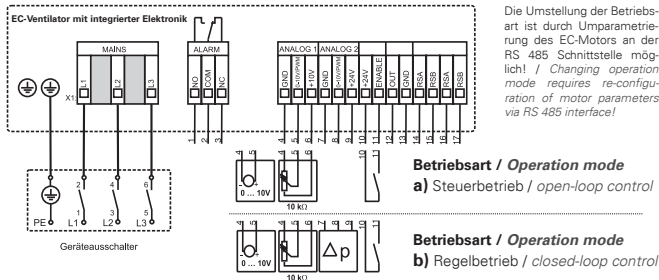 EC-Ventilator mit integrierter Elektronik
MAINS
ALARM
ANALOG 1
ANALOG 2
X1:
L1
L2
L3
NO
COM
NC
GND
0-10V/PWM
+10V
GND
0-10V/PWM
+24V
+24V
ENABLE
OUT
GND
RSA
RSB
RSA
RSB
1
2
3
4
5
6
7
8
9
10
11
12
13
14
15
16
17
Die Umstellung der Betriebs-
art ist durch Umparametrie-
rung des EC-Motors an der
RS 485 Schnittstelle mög-
lich! / Changing operation
mode requires re-configu-
ration of motor parameters
via RS 485 interface!
2
4
6
1
3
5
PE
L1
L2
L3
Geräteausschalter
4
5
4
5
6
10
11
- +
0 ... 10V
10 kΩ
Betriebsart / Operation mode
a) Steuerbetrieb / open-loop control
4
5
4
5
6
7
8
9
10
11
- +
0 ... 10V
10 kΩ
Δp
Betriebsart / Operation mode
b) Regelbetrieb / closed-loop control